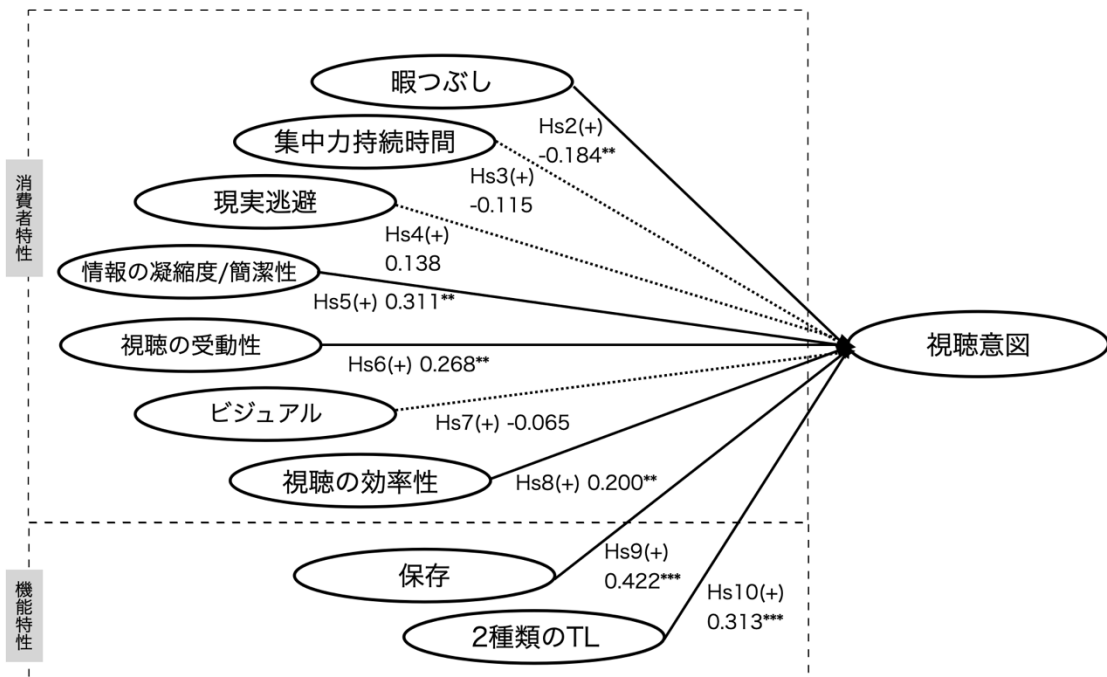 消費者特性
暇つぶし
Hs2(+)
-0.184**
集中力持続時間
Hs3(+)
-0.115
現実逃避
Hs4(+)
0.138
情報の凝縮度/簡潔性
Hs5(+) 0.311**
視聴の受動性
Hs6(+) 0.268**
視聴意図
ビジュアル
Hs7(+) -0.065
視聴の効率性
Hs8(+) 0.200**
機能特性
保存
Hs9(+)
0.422***
2種類のTL
Hs10(+)
0.313***